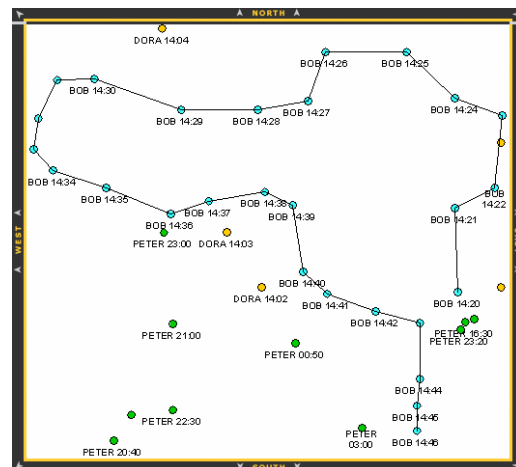 NORTH
DORA 14:04
BOB 14:26
BOB 14:25
BOB 14:30
BOB 14:27
BOB 14:24
BOB 14:29
BOB 14:28
BOB 14:34
BOB
14:22
BOB 14:35
BOB 14:38
BOB 14:37
BOB 14:39
BOB 14:21
BOB 14:36
WEST
PETER 23:00
DORA 14:03
BOB 14:40
DORA 14:02
BOB 14:41
BOB 14:20
BOB 14:42
PETER 21:00
PETER 16:30
PETER 23:20
PETER 00:50
BOB 14:44
PETER 22:30
BOB 14:45
PETER
03:00
BOB 14:46
PETER 20:40
SOUTH